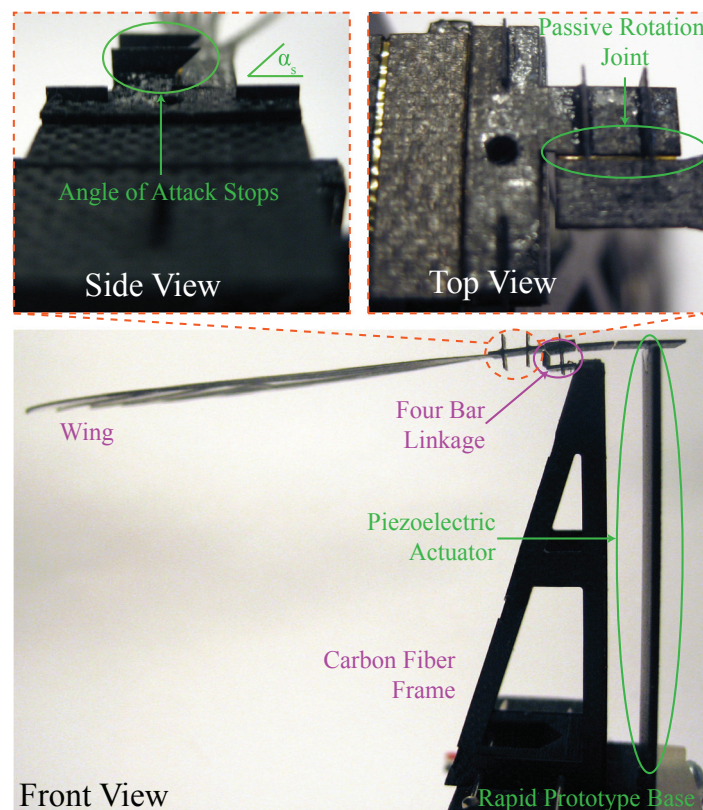 α_s
Angle of Attack Stops
Side View
Passive Rotation
Joint
Top View
Wing
Four Bar
Linkage
Piezoelectric
Actuator
Carbon Fiber
Frame
Front View
Rapid Prototype Base